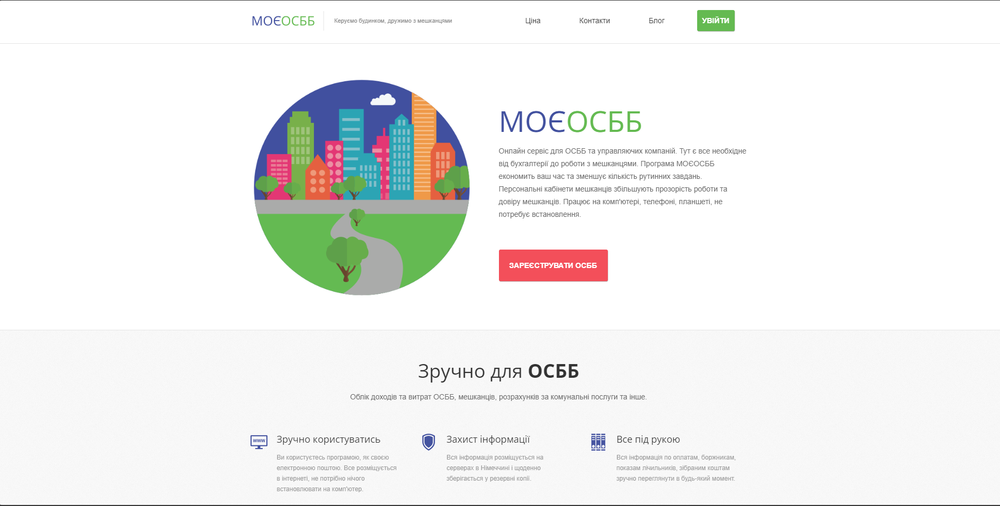 МОЄОСББ
Керуємо будинком, дружимо з мешканцями
Ціна
Контакти
Блог
УВІЙТИ
МОЄОСББ
Онлайн сервіс для ОСББ та управляючих компаній. Тут є все необхідне
від бухгалтерії до роботи з мешканцями. Програма МОЄОСББ
економить ваш час та зменшує кількість рутинних завдань.
Персональні кабінети мешканців збільшують прозорість роботи та
довіру мешканців. Працює на комп'ютері, телефоні, планшеті, не
потребує встановлення.
ЗАРЕЄСТРУВАТИ ОСББ
Зручно для ОСББ
Облік доходів та витрат ОСББ, мешканців, розрахунків за комунальні послуги та інше.
www
Зручно користуватись
Ви користуєтесь програмою, як своєю
електронною поштою. Все розміщується
в інтернеті, не потрібно нічого
встановлювати на комп'ютер.
Захист інформації
Вся інформація розміщується на
серверах в Німеччині і щоденно
зберігається у резервні копії.
Все під рукою
Вся інформація по оплатам, боржникам,
показам лічильників, зібраним коштам
зручно переглянути в будь-який момент.